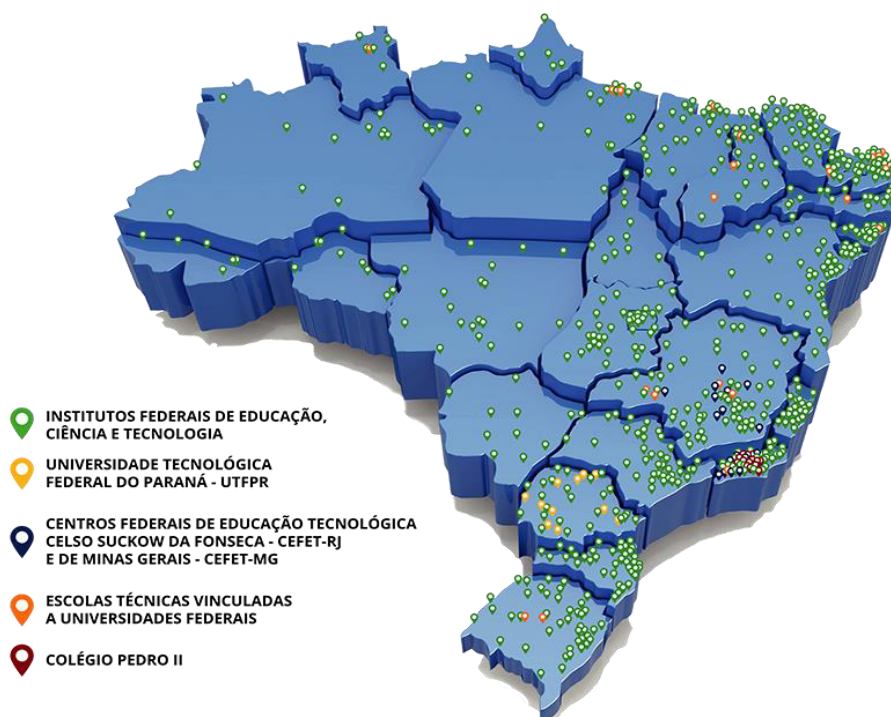 INSTITUTOS FEDERAIS DE EDUCAÇÃO,
CIÊNCIA E TECNOLOGIA
UNIVERSIDADE TECNOLÓGICA
FEDERAL DO PARANÁ - UTFPR
CENTROS FEDERAIS DE EDUCAÇÃO TECNOLÓGICA
CELSO SUCKOW DA FONSECA - CEFET-RJ
E DE MINAS GERAIS - CEFET-MG
ESCOLAS TÉCNICAS VINCULADAS
A UNIVERSIDADES FEDERAIS
COLÉGIO PEDRO II